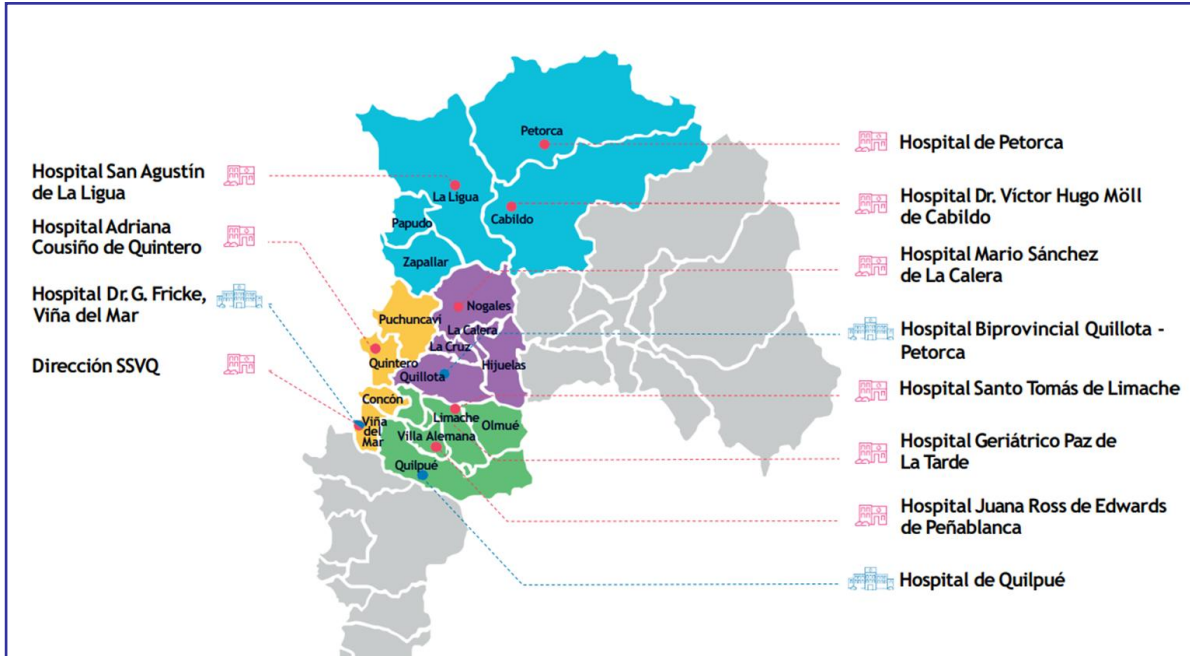 Hospital San Agustín
de La Ligua
Hospital Adriana
Cousiño de Quintero
Hospital Dr. G. Fricke,
Viña del Mar
Dirección SSVQ
Petorca
La Ligua
Cabildo
Papudo
Zapallar
Puchuncaví
Nogales
La Calera
La Cruz
Hijuelas
Quintero
Quillota
Concón
Limache
Olmué
Viña
del
Mar
Villa Alemana
Quilpué
Hospital de Petorca
Hospital Dr. Víctor Hugo Möll
de Cabildo
Hospital Mario Sánchez
de La Calera
Hospital Biprovincial Quillota -
Petorca
Hospital Santo Tomás de Limache
Hospital Geriátrico Paz de
La Tarde
Hospital Juana Ross de Edwards
de Peñablanca
Hospital de Quilpué